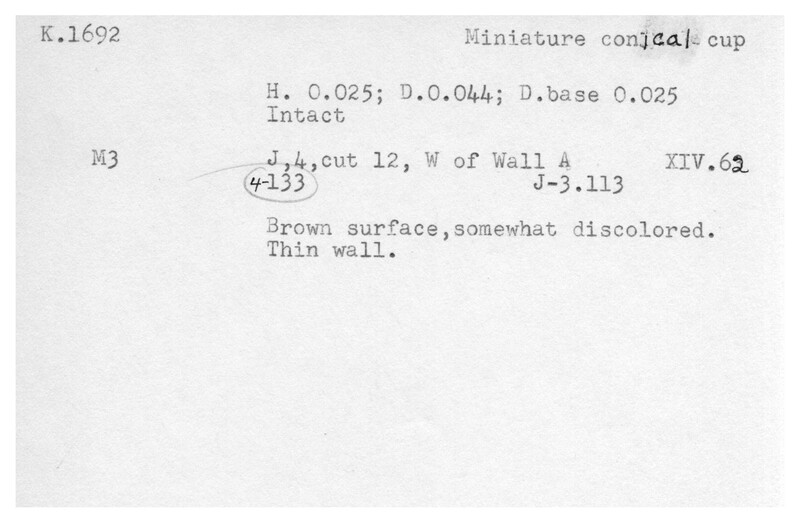 K.1692 Miniature conical cup
H. 0.025; D.0.044; D.base 0.025
Intact
M3 J,4,cut 12, W of Wall A XIV.62
4-133 J-3.113
Brown surface,somewhat discolored.
Thin wall.